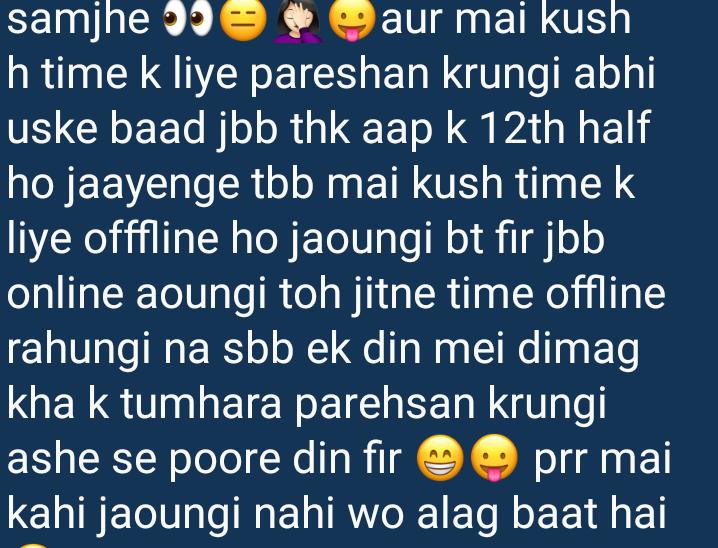 samjhe 👀😑🤦🏻‍♀️😛aur mai kush
h time k liye pareshan krungi abhi
uske baad jbb thk aap k 12th half
ho jaayenge tbb mai kush time k
liye offfline ho jaoungi bt fir jbb
online aoungi toh jitne time offline
rahungi na sbb ek din mei dimag
kha k tumhara parehsan krungi
ashe se poore din fir 😁😛 prr mai
kahi jaoungi nahi wo alag baat hai